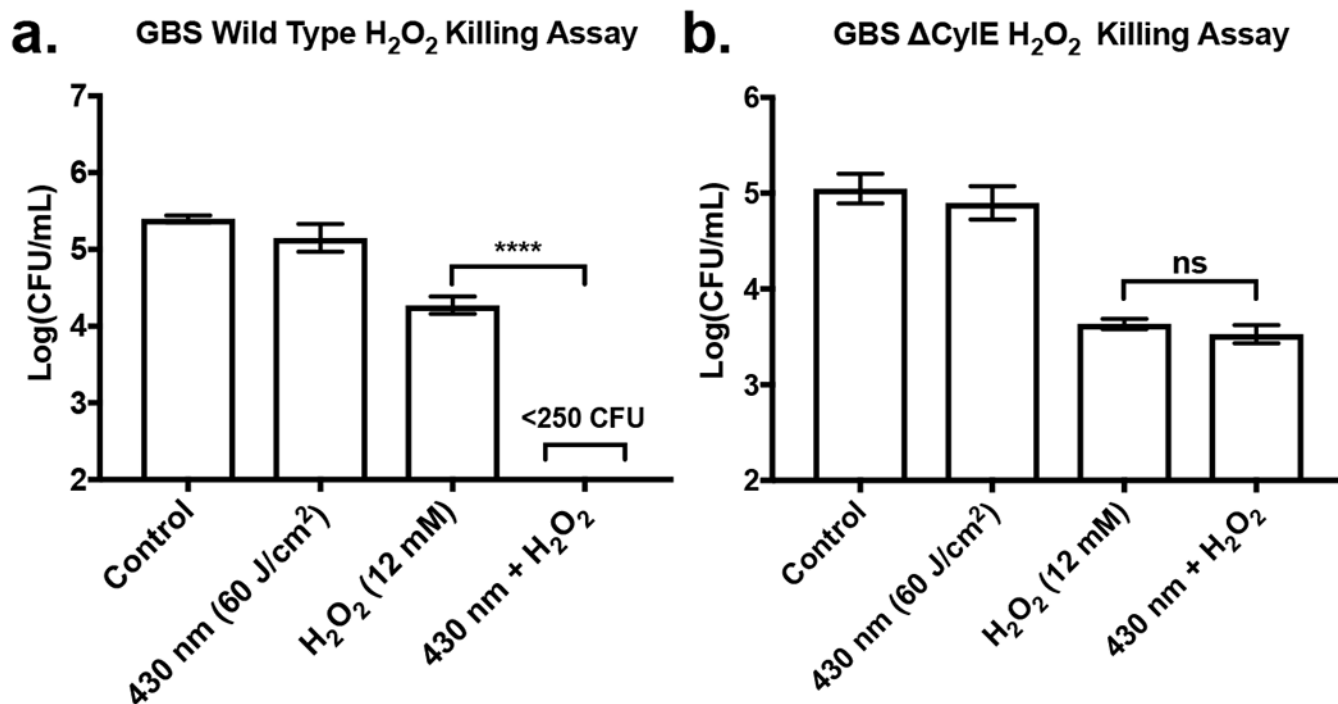 a.
GBS Wild Type H₂O₂ Killing Assay
Log(CFU/mL)
7
6
5
4
3
2
****
<250 CFU
Control
430 nm (60 J/cm²)
H₂O₂ (12 mM)
430 nm + H₂O₂
b.
GBS ΔCylE H₂O₂ Killing Assay
Log(CFU/mL)
6
5
4
3
2
ns
Control
430 nm (60 J/cm²)
H₂O₂ (12 mM)
430 nm + H₂O₂